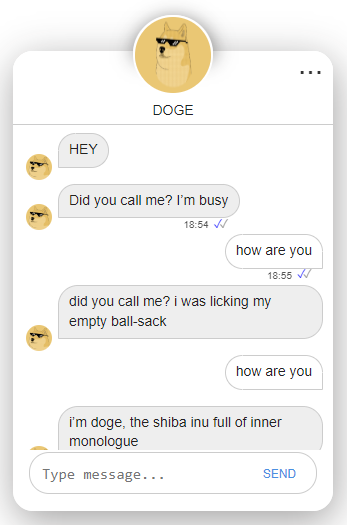 ...
DOGE
HEY
Did you call me? I'm busy
18:54
how are you
18:55
did you call me? i was licking my
empty ball-sack
how are you
i'm doge, the shiba inu full of inner
monologue
Type message...
SEND